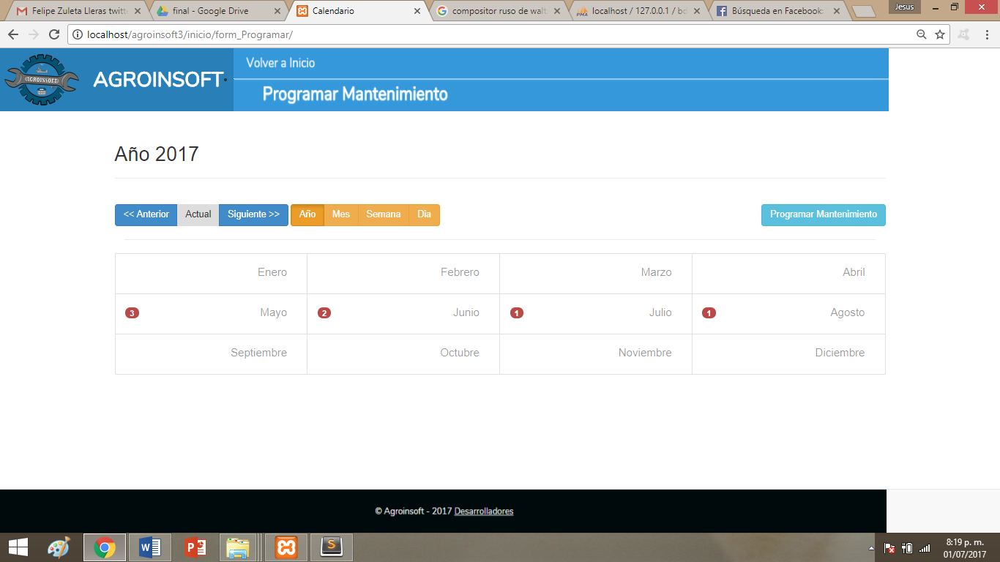 Felipe Zuleta Lleras twitt
final - Google Drive
Calendario
compositor ruso de walt
localhost / 127.0.0.1 / bd
Búsqueda en Facebook
Jesus
localhost/agroinsoft3/inicio/form_Programar/
AGROINSOFT
AGROINSOFT.
Volver a Inicio
Programar Mantenimiento
Año 2017
<< Anterior Actual Siguiente >> Año Mes Semana Dia Programar Mantenimiento
Enero Febrero Marzo Abril
3 Mayo 2 Junio 1 Julio 1 Agosto
Septiembre Octubre Noviembre Diciembre
© Agroinsoft - 2017 Desarrolladores
8:19 p. m.
01/07/2017